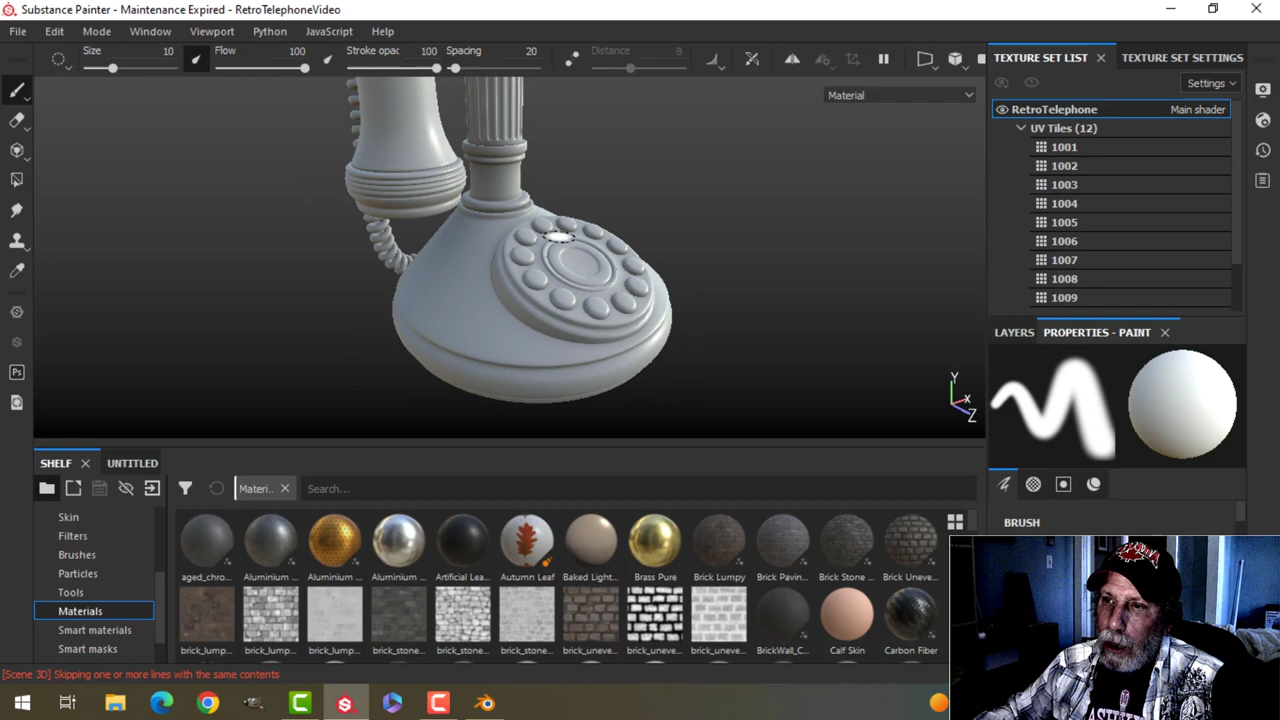 Substance Painter - Maintenance Expired - RetroTelephoneVideo
File Edit Mode Window Viewport Python JavaScript Help
Size 10 Flow 100 Stroke opac 100 Spacing 20 Distance 8
TEXTURE SET LIST TEXTURE SET SETTINGS
Settings
Material
RetroTelephone Main shader
UV Tiles (12)
1001
1002
1003
1004
1005
1006
1007
1008
1009
LAYERS PROPERTIES - PAINT
Y
X
Z
SHELF UNTITLED
Materi.. Search...
Skin
Filters
Brushes
Particles
Tools
Materials
Smart materials
Smart masks
aged_chro... Aluminium ... Aluminium ... Aluminium ... Artificial Lea... Autumn Leaf Baked Light... Brass Pure Brick Lumpy Brick Pavin... Brick Stone ... Brick Uneve...
brick_lump... brick_lump... brick_lump... brick_stone... brick_stone... brick_stone... brick_uneve... brick_uneve... brick_uneve... BrickWall_C... Calf Skin Carbon Fiber
BRUSH
[Scene 3D] Skipping one or more lines with the same contents
Ps